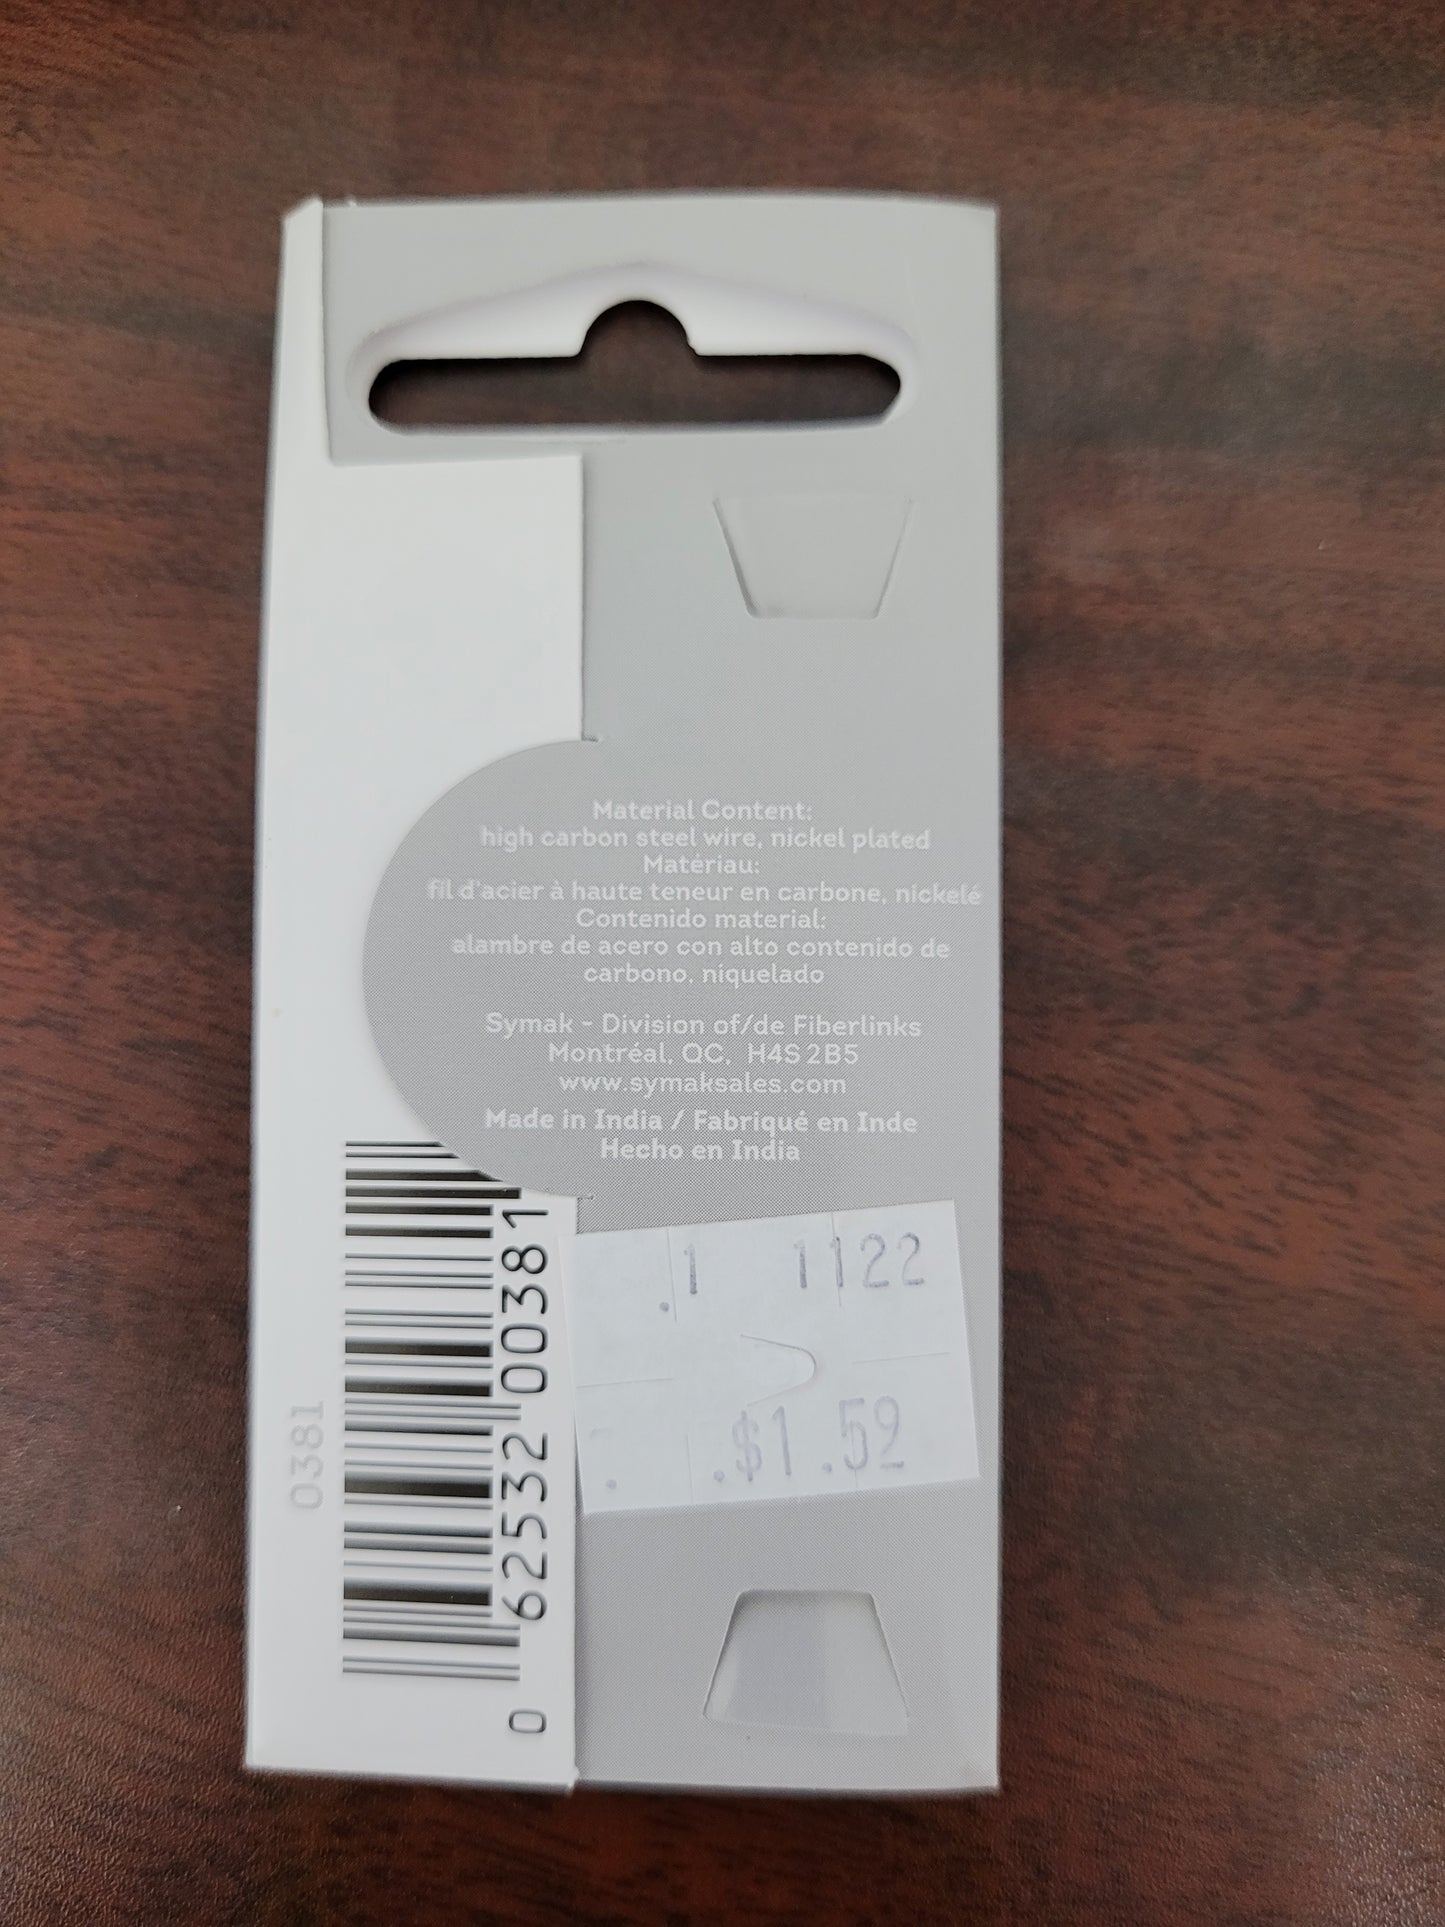 Material Content:
high carbon steel wire, nickel plated
Matériau:
fil d'acier à haute teneur en carbone, nickelé
Contenido material:
alambre de acero con alto contenido de
carbono, niquelado
Symak - Division of/de Fiberlinks
Montréal, QC, H4S 2B5
www.symaksales.com
Made in India / Fabriqué en Inde
Hecho en India
.1 1122
. .$1.52
0381
0 62532 00381